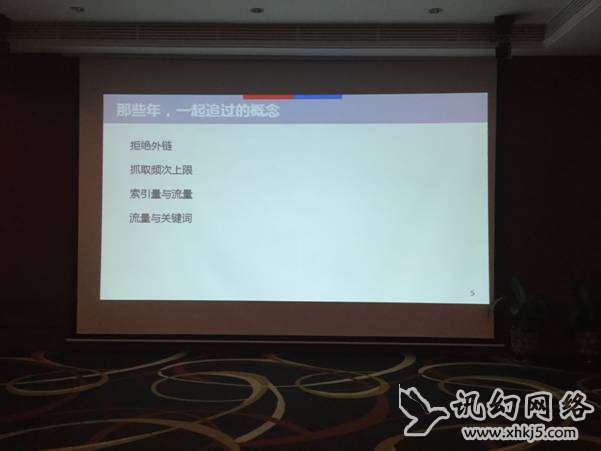 那些年，一起追过的概念
拒绝外链
抓取频次上限
索引量与流量
流量与关键词
5
讯幻网络
www.xhkj5.com